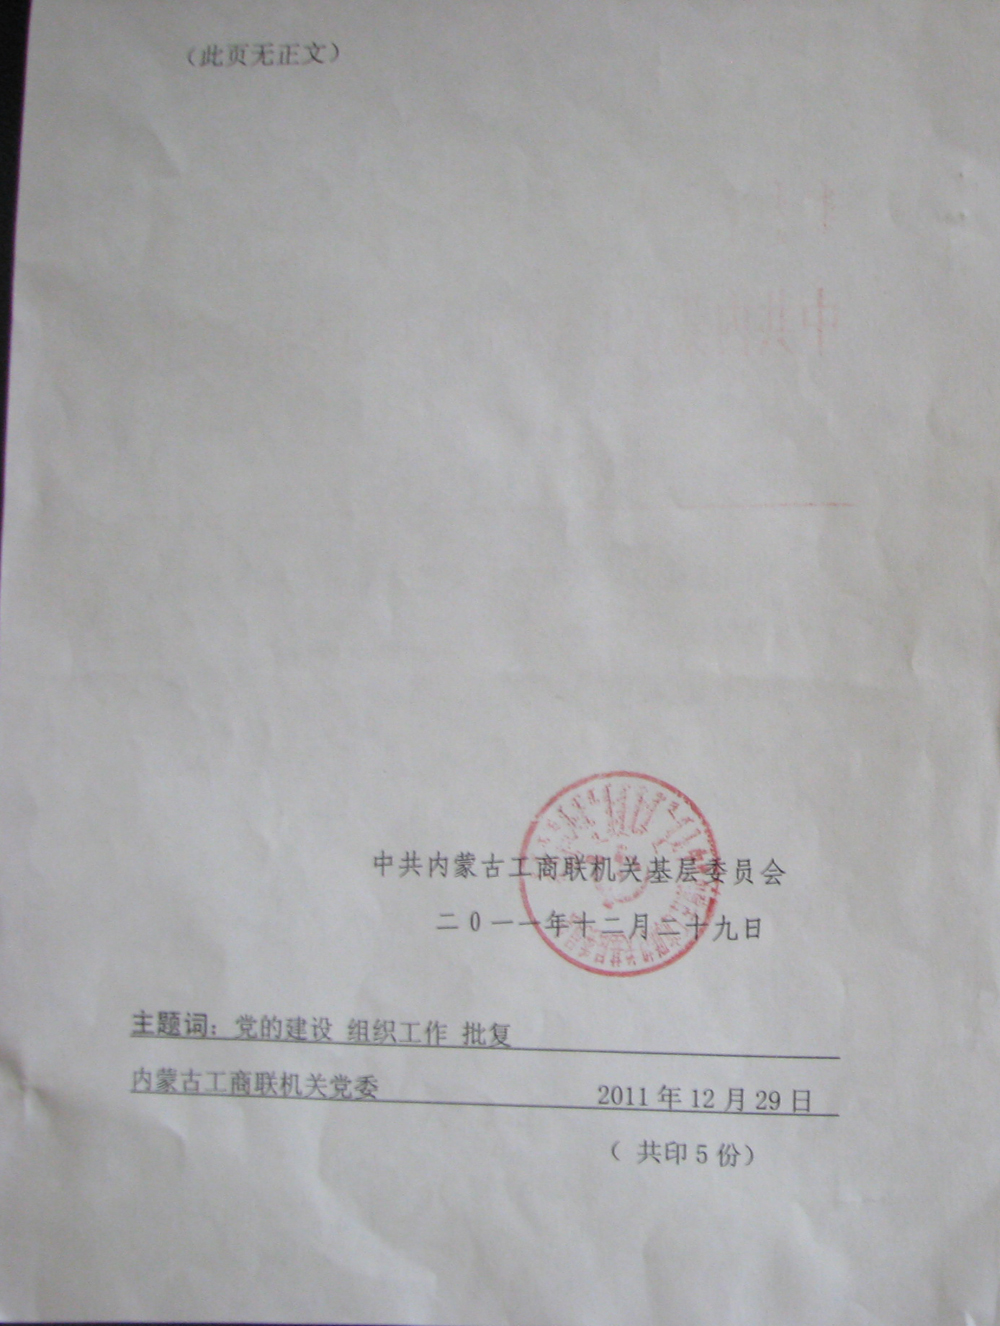 （此页无正文）
中共内蒙古工商联机关基层委员会
二0一一年十二月二十九日
主题词：党的建设 组织工作 批复
内蒙古工商联机关党委 2011年12月29日
（ 共印5份）